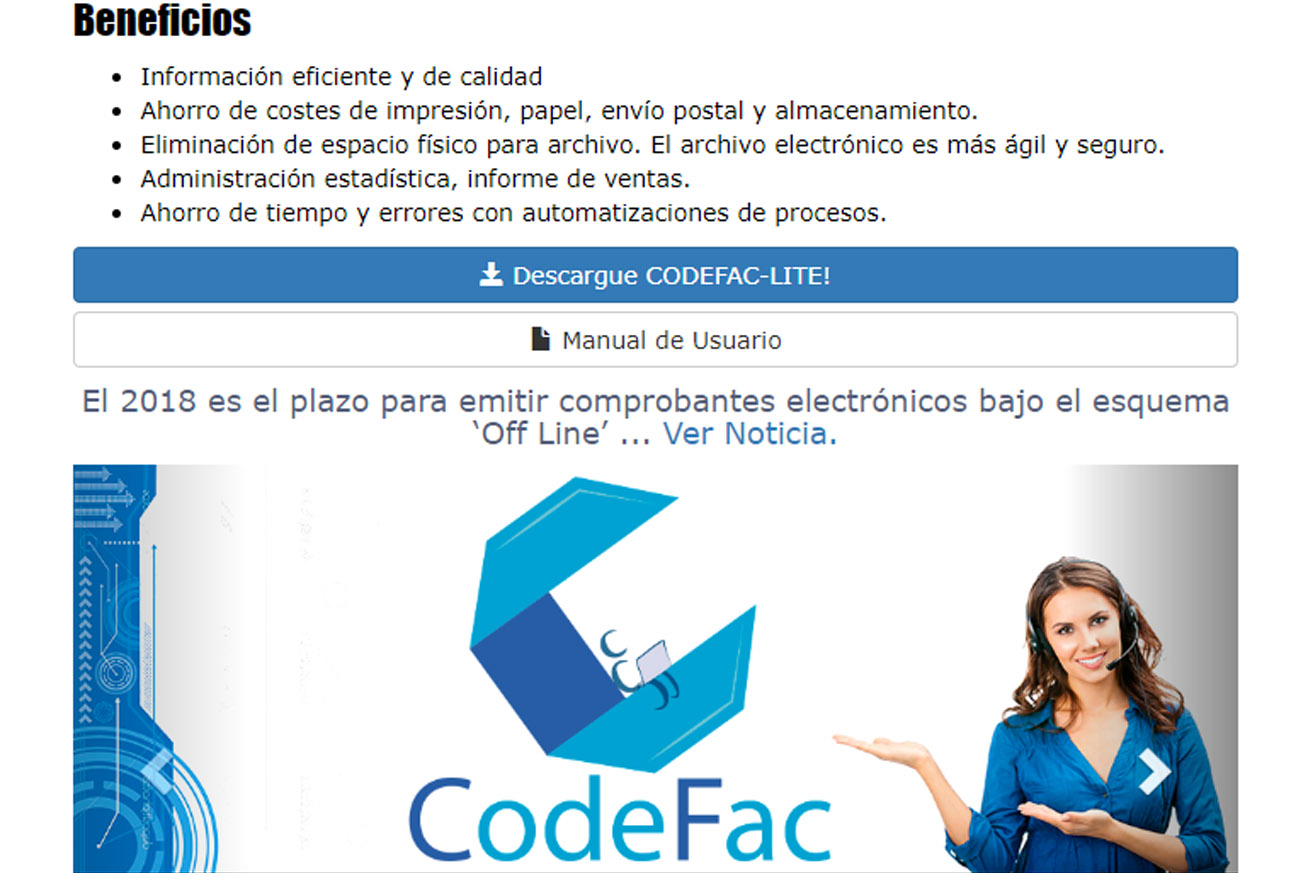 Beneficios
Información eficiente y de calidad
Ahorro de costes de impresión, papel, envío postal y almacenamiento.
Eliminación de espacio físico para archivo. El archivo electrónico es más ágil y seguro.
Administración estadística, informe de ventas.
Ahorro de tiempo y errores con automatizaciones de procesos.
Descargue CODEFAC-LITE!
Manual de Usuario
El 2018 es el plazo para emitir comprobantes electrónicos bajo el esquema
‘Off Line’ ... Ver Noticia.
CodeFac